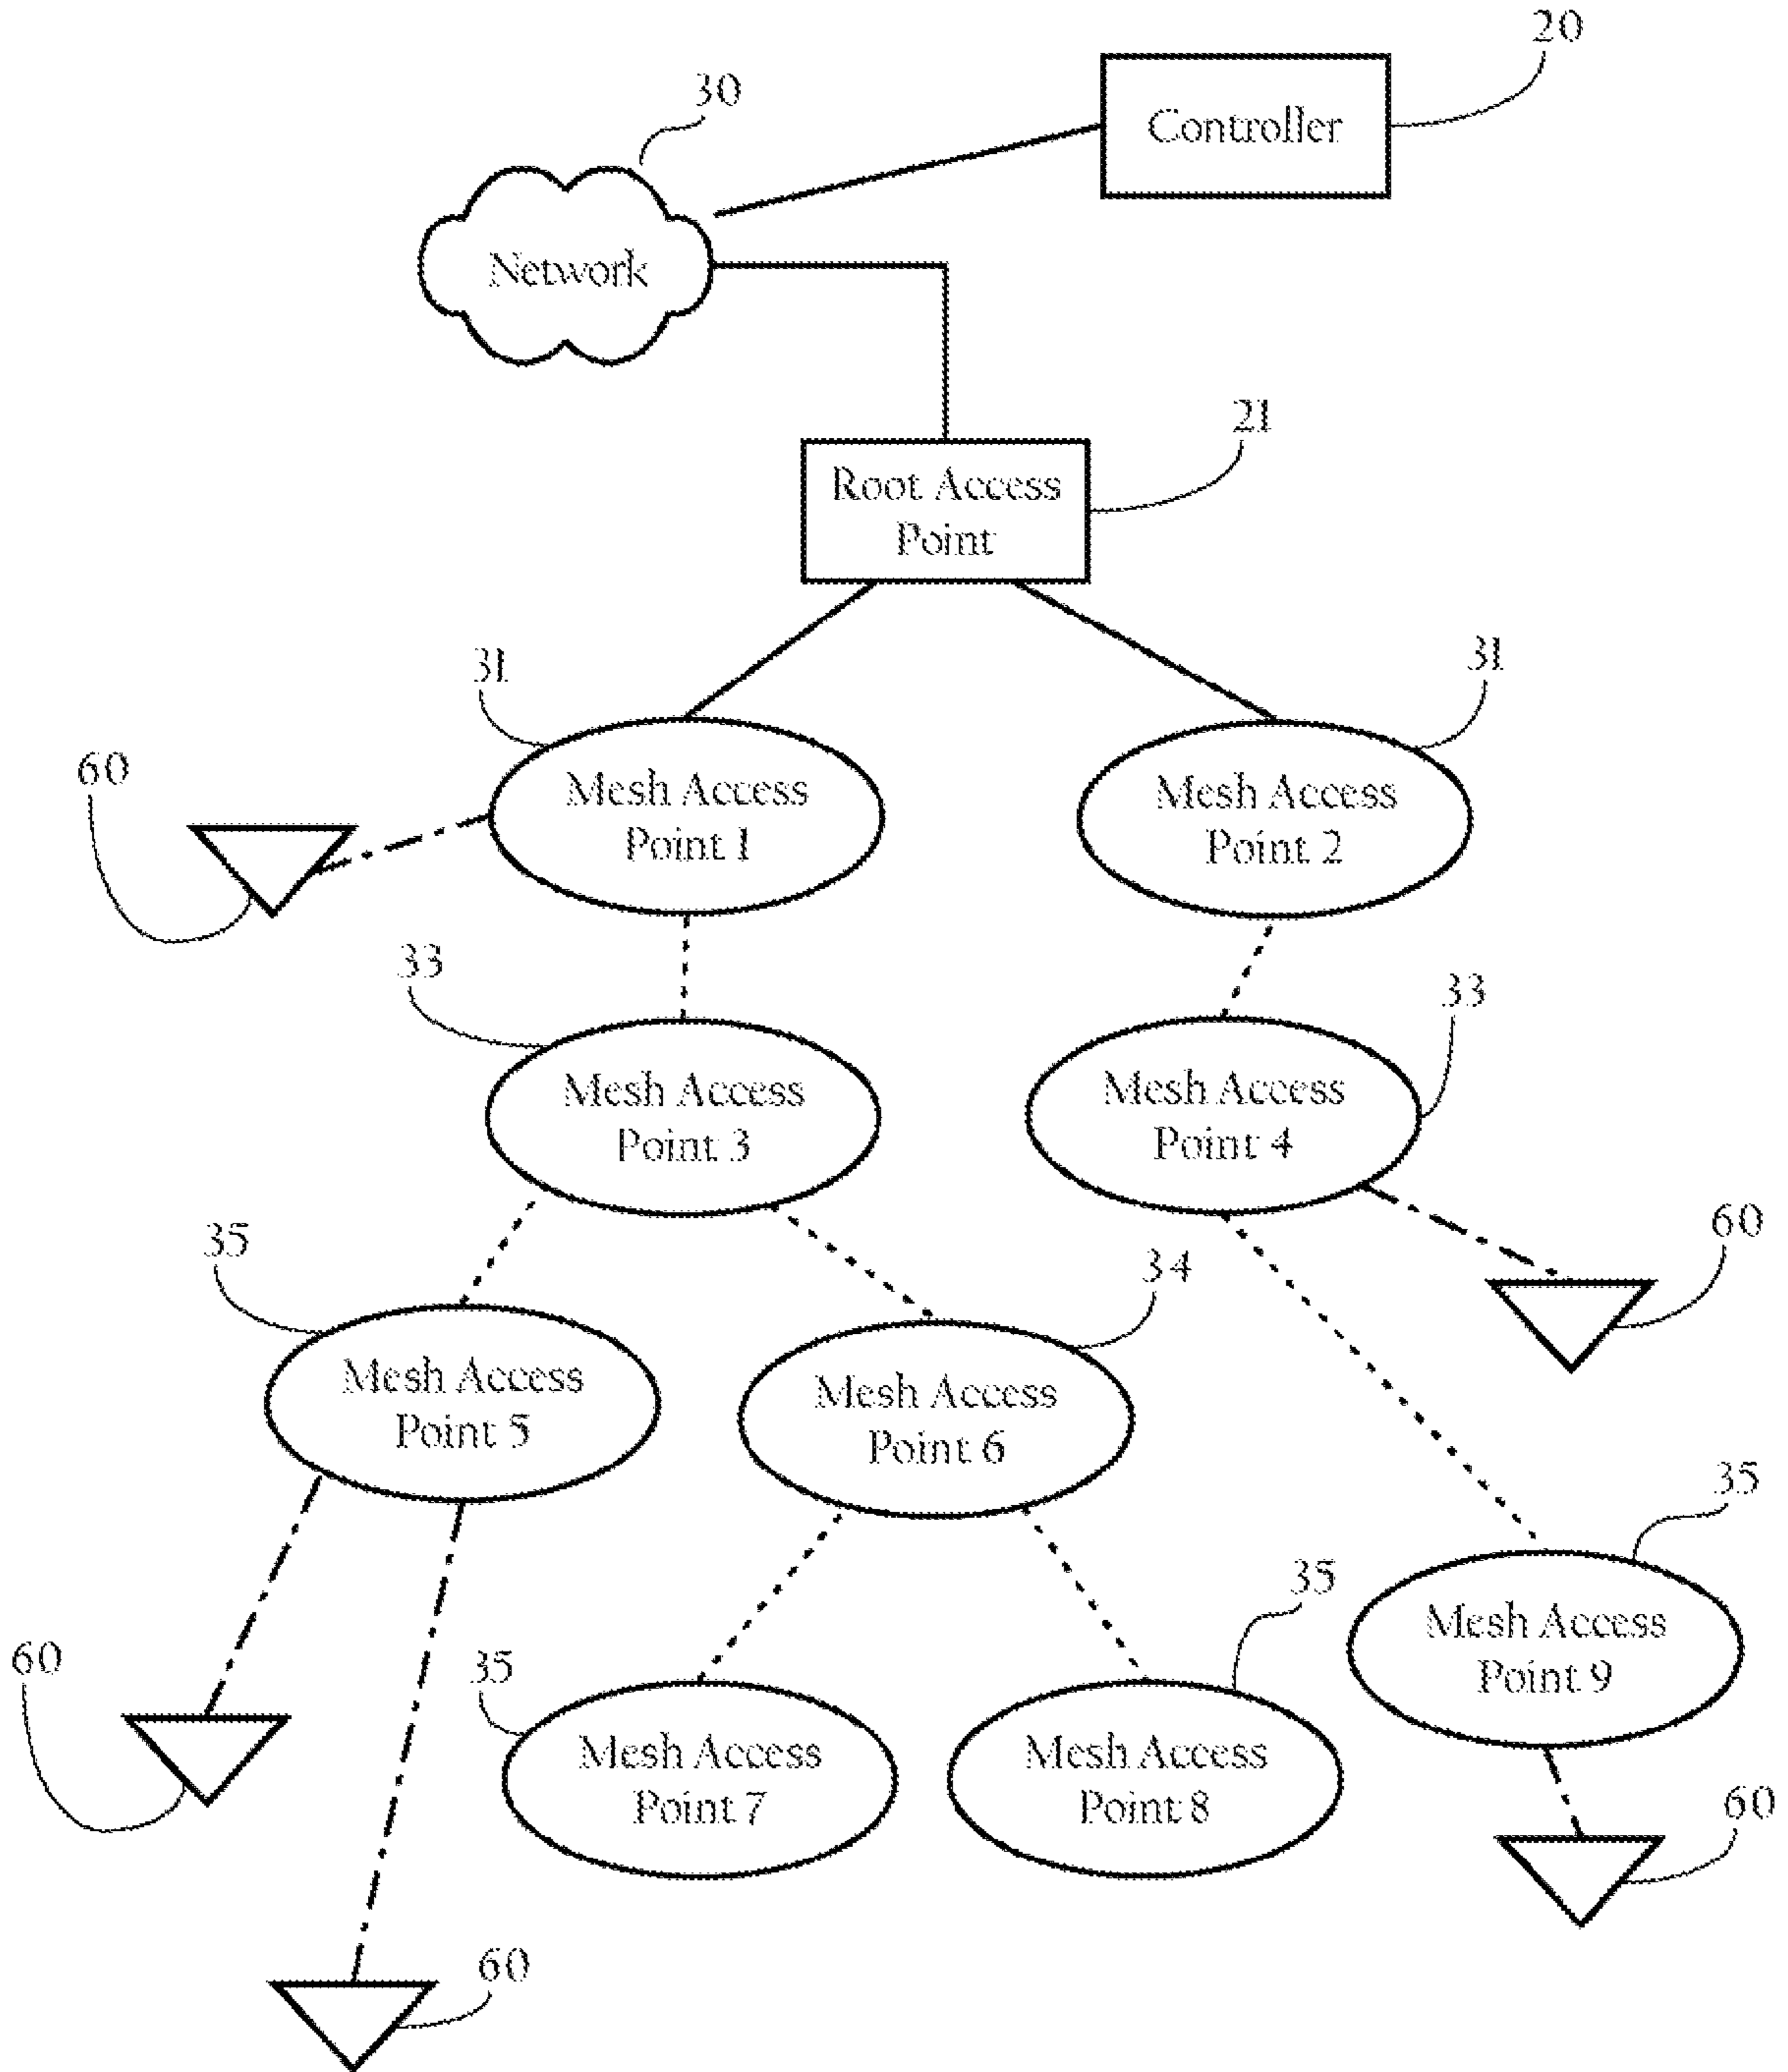 20
30
Controller
Network
21
Root Access
Point
31
31
60
Mesh Access
Point 1
Mesh Access
Point 2
33
33
Mesh Access
Point 3
Mesh Access
Point 4
35
34
60
Mesh Access
Point 5
Mesh Access
Point 6
35
35
60
35
Mesh Access
Point 9
Mesh Access
Point 7
Mesh Access
Point 8
60
60